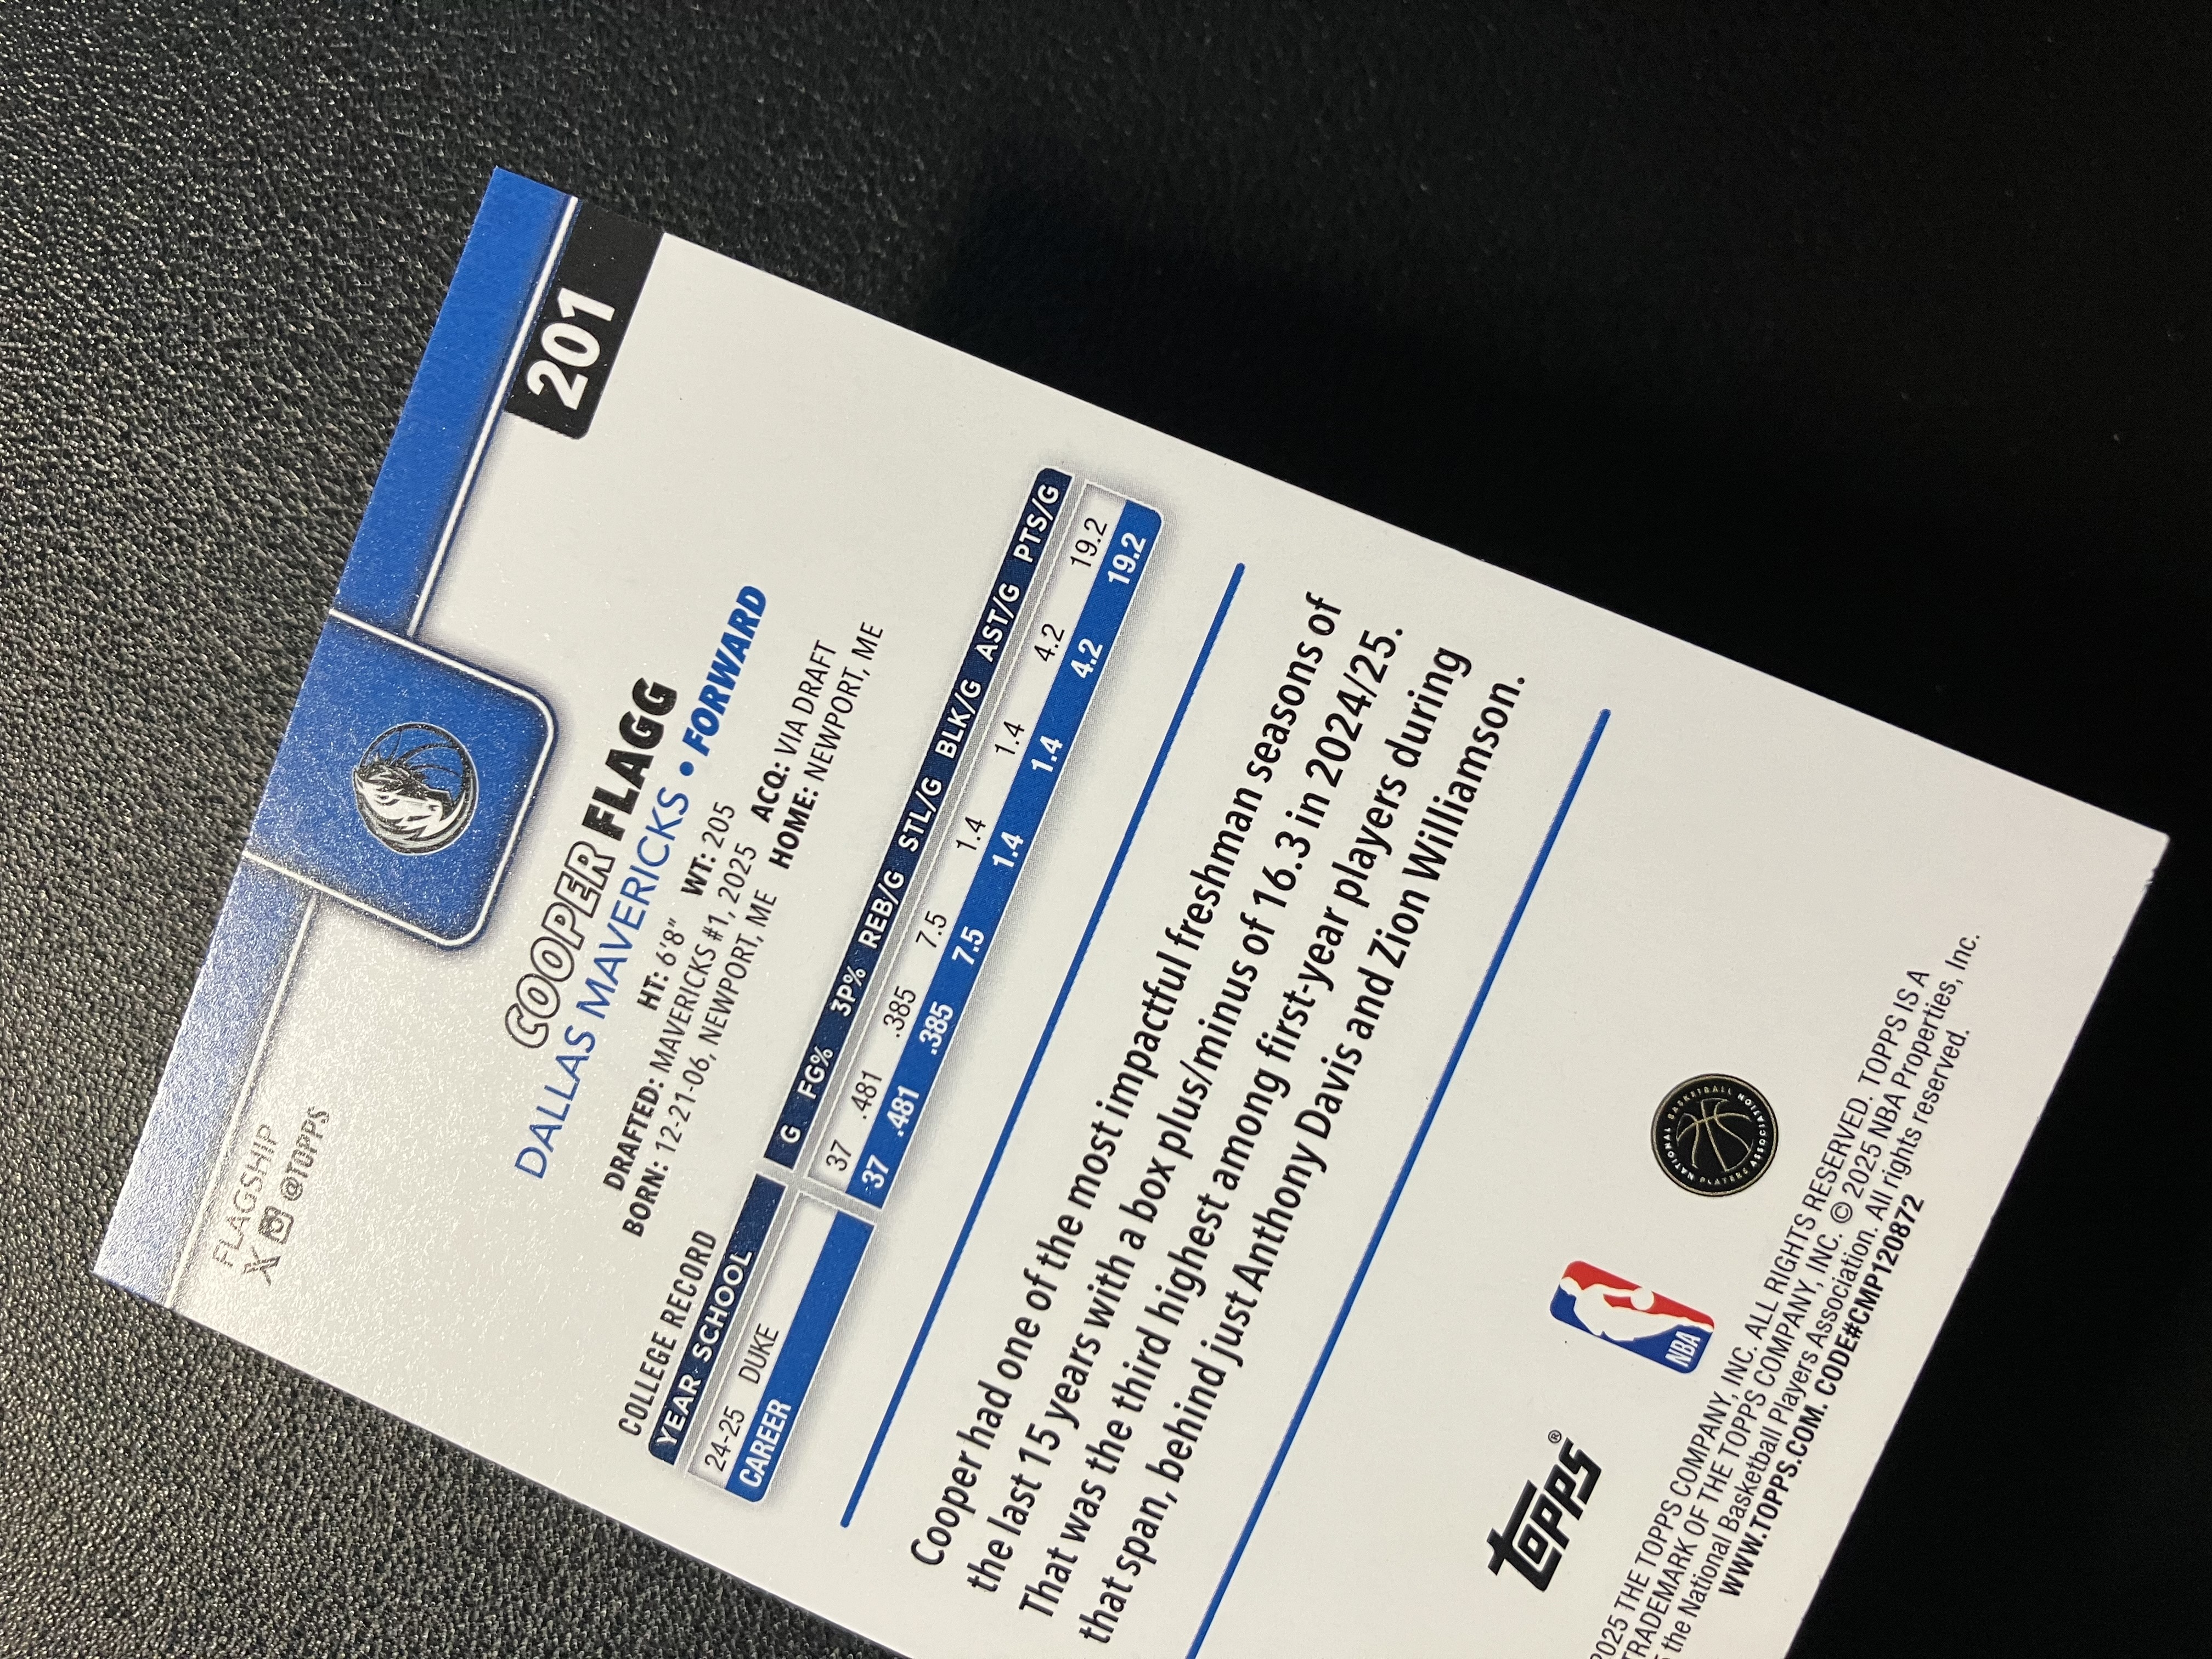 FLAGSHIP
X @TOPPS
201
COOPER FLAGG
DALLAS MAVERICKS • FORWARD
HT: 6'8" WT: 205
DRAFTED: MAVERICKS #1, 2025 ACQ: VIA DRAFT
BORN: 12-21-06, NEWPORT, ME HOME: NEWPORT, ME
COLLEGE RECORD
YEAR SCHOOL G FG% 3P% REB/G STL/G BLK/G AST/G PTS/G
24-25 DUKE 37 .481 .385 7.5 1.4 1.4 4.2 19.2
CAREER 37 .481 .385 7.5 1.4 1.4 4.2 19.2
Cooper had one of the most impactful freshman seasons of
the last 15 years with a box plus/minus of 16.3 in 2024/25.
That was the third highest among first-year players during
that span, behind just Anthony Davis and Zion Williamson.
topps®
NBA
NATIONAL BASKETBALL PLAYERS ASSOCIATION
2025 THE TOPPS COMPANY, INC. ALL RIGHTS RESERVED. TOPPS IS A
TRADEMARK OF THE TOPPS COMPANY, INC. © 2025 NBA Properties, Inc.
the National Basketball Players Association. All rights reserved.
WWW.TOPPS.COM. CODE#CMP120872